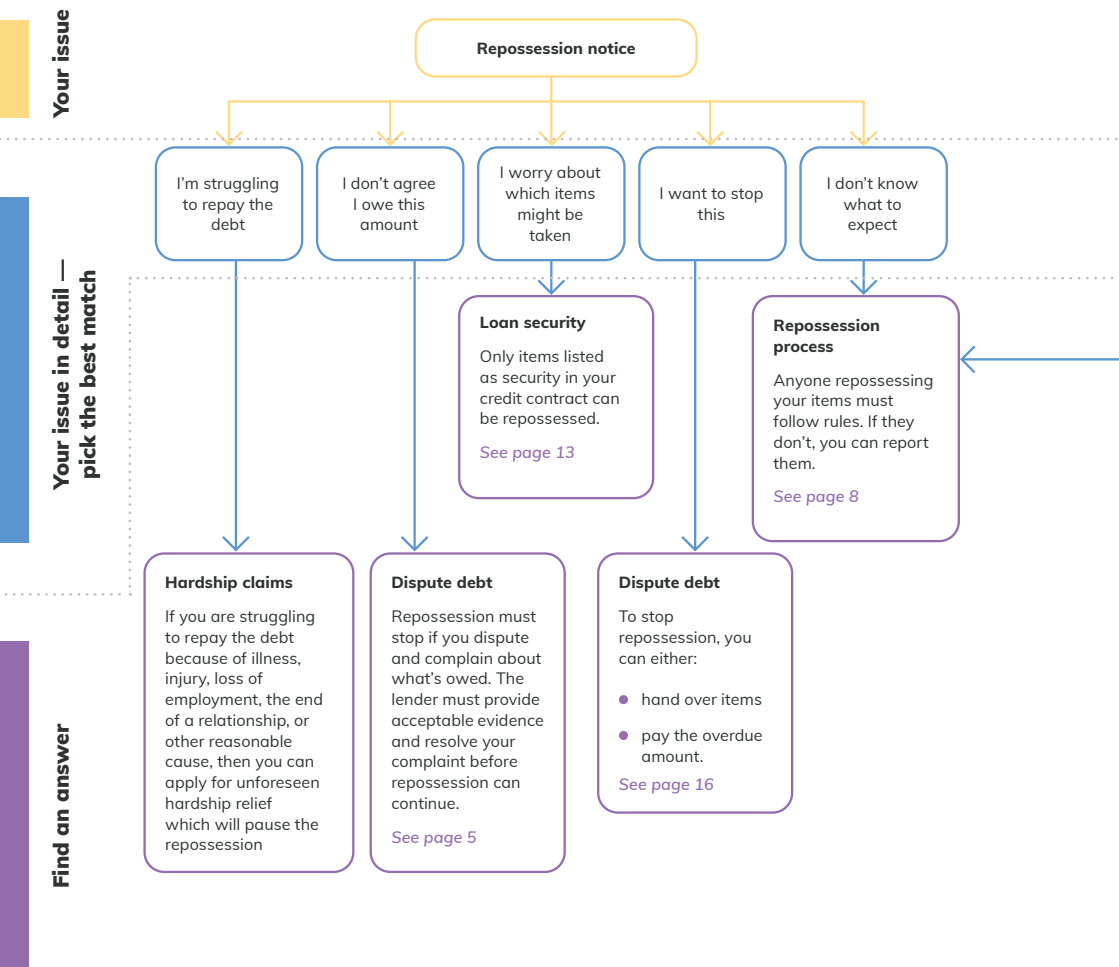 Your issue
Repossession notice
Your issue in detail —
pick the best match
I’m struggling
to repay the
debt
I don’t agree
I owe this
amount
I worry about
which items
might be
taken
I want to stop
this
I don’t know
what to
expect
Loan security
Only items listed
as security in your
credit contract can
be repossessed.
See page 13
Repossession
process
Anyone repossessing
your items must
follow rules. If they
don’t, you can report
them.
See page 8
Find an answer
Hardship claims
If you are struggling
to repay the debt
because of illness,
injury, loss of
employment, the end
of a relationship, or
other reasonable
cause, then you can
apply for unforeseen
hardship relief
which will pause the
repossession
Dispute debt
Repossession must
stop if you dispute
and complain about
what’s owed. The
lender must provide
acceptable evidence
and resolve your
complaint before
repossession can
continue.
See page 5
Dispute debt
To stop
repossession, you
can either:
hand over items
pay the overdue
amount.
See page 16